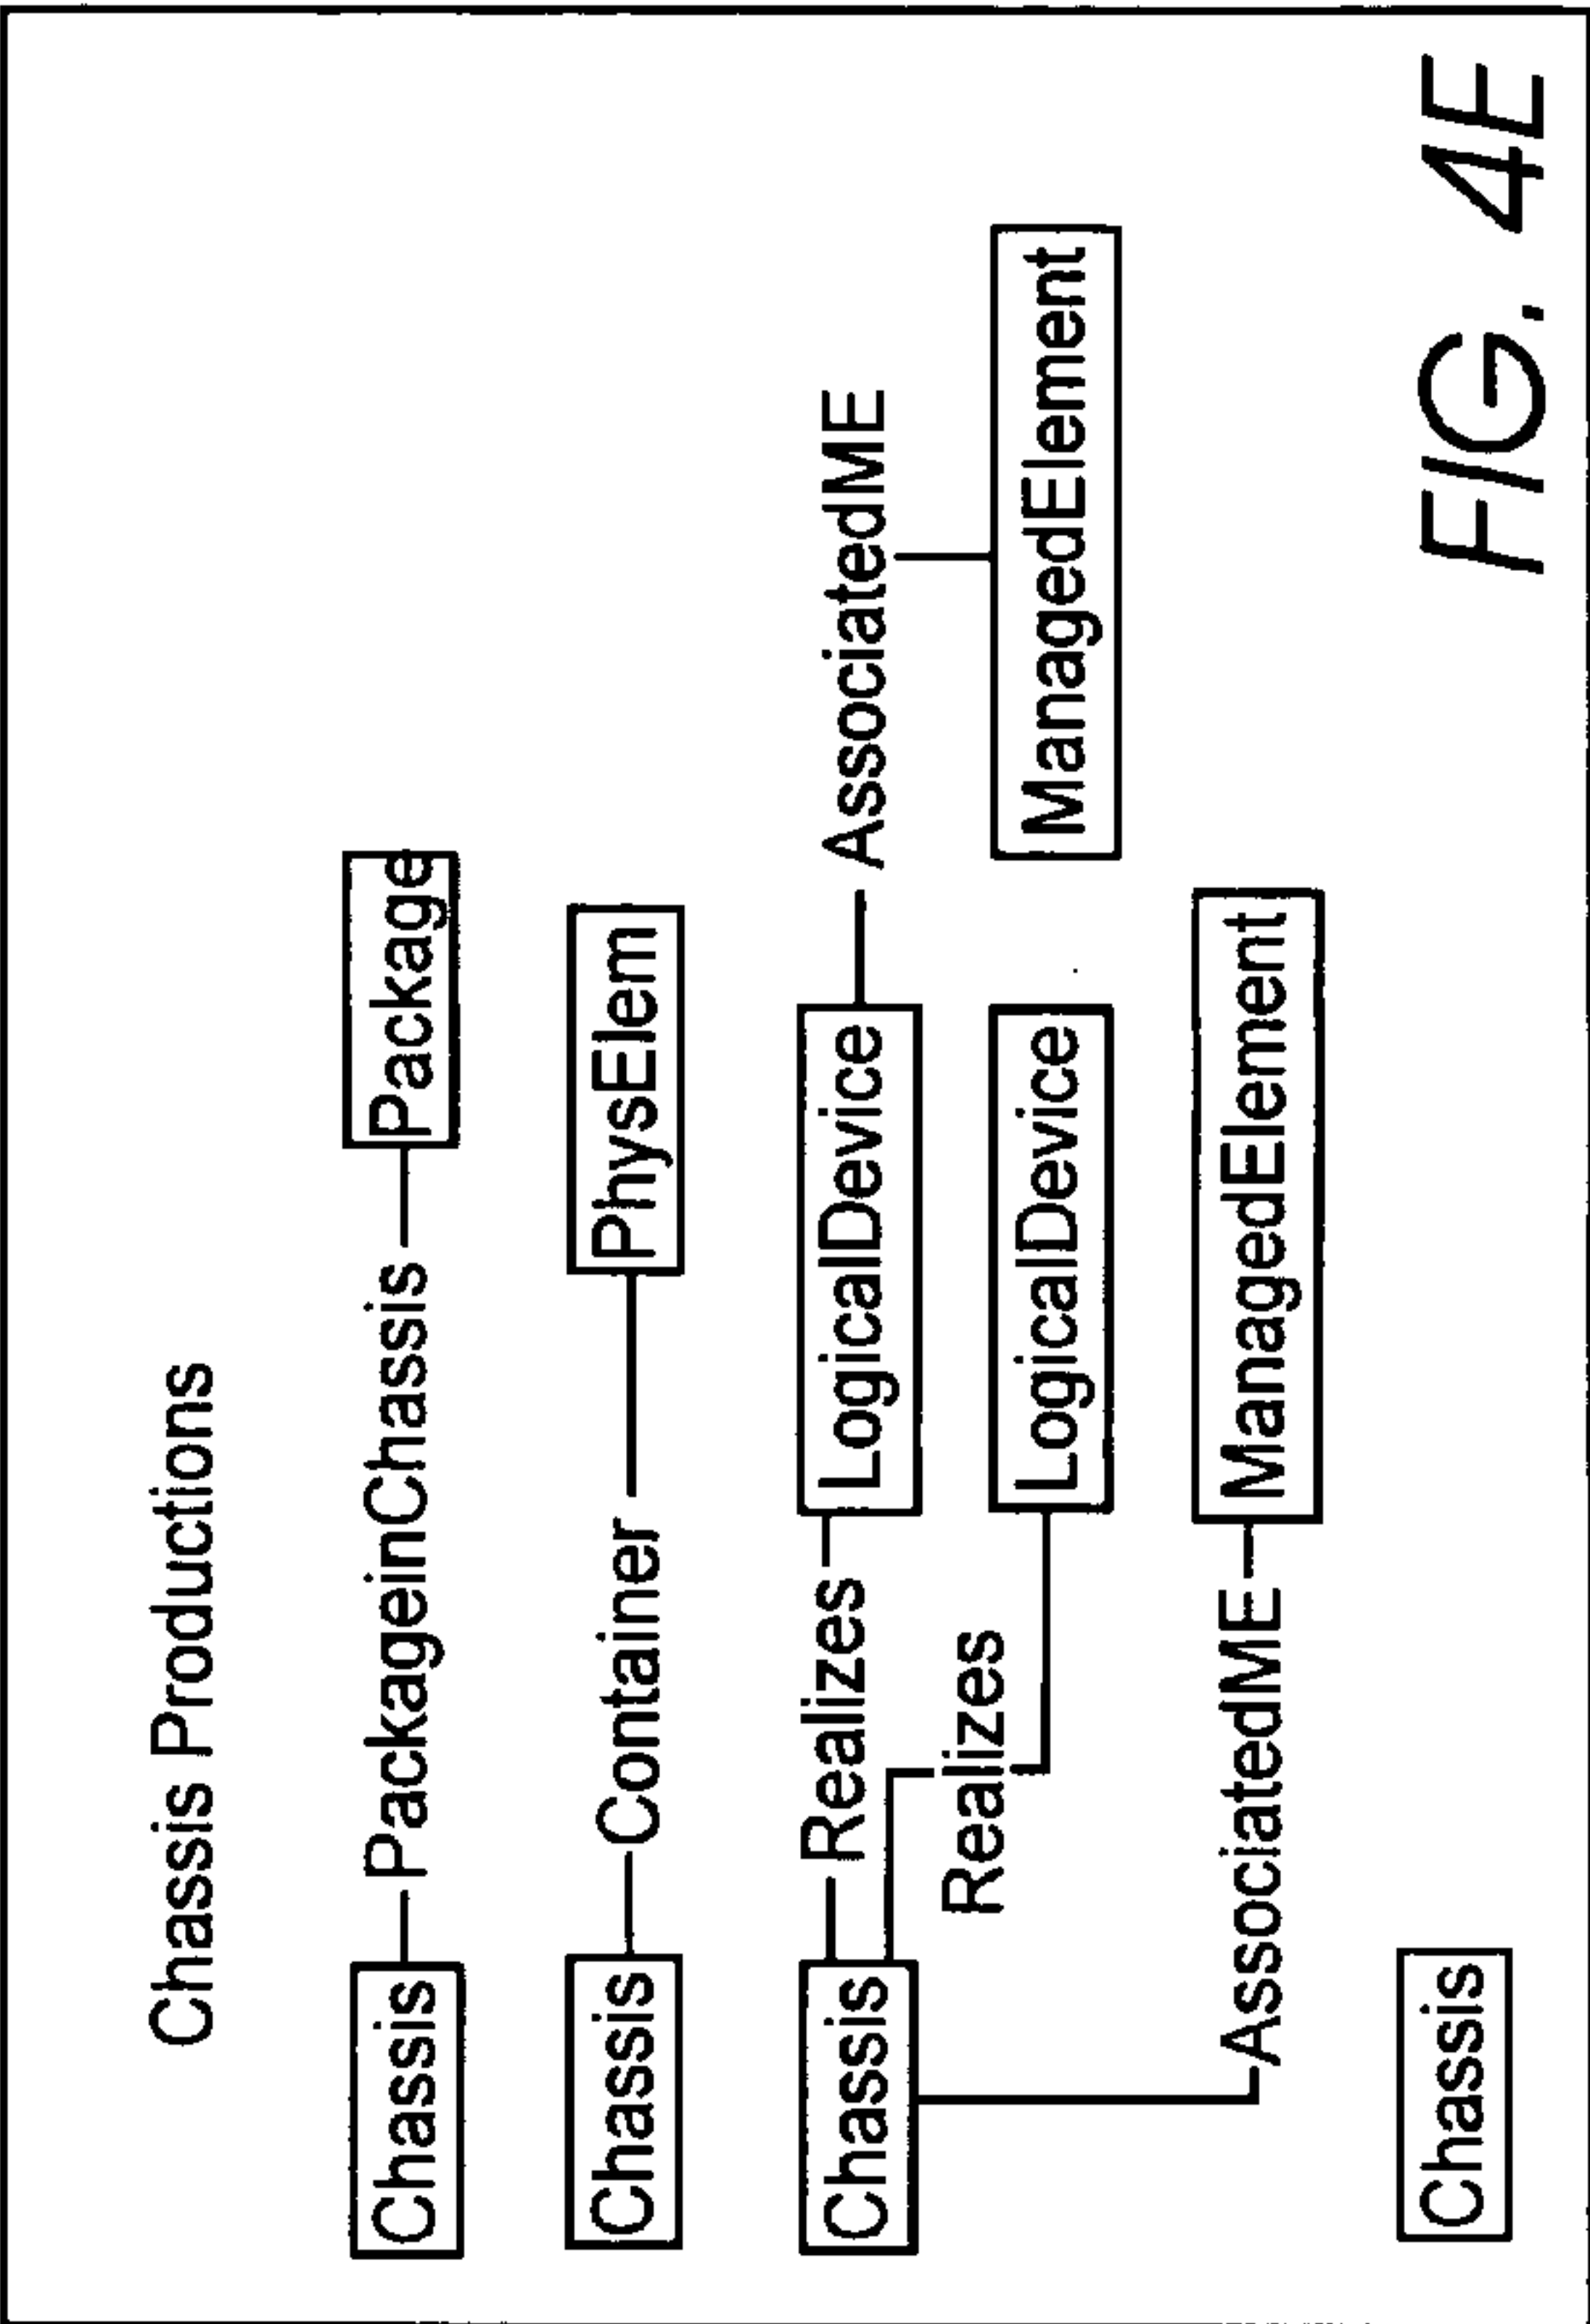 Chassis Productions
Chassis PackageinChassis Package
Chassis Container PhysElem
Chassis Realizes LogicalDevice AssociatedME
Realizes LogicalDevice ManagedElement
AssociatedME ManagedElement
Chassis
FIG. 4E